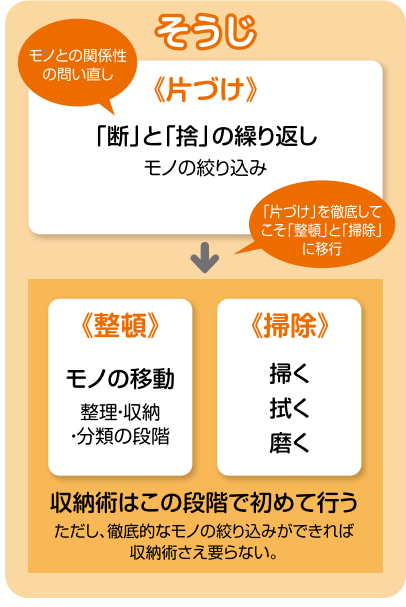 そうじ
モノとの関係性
の問い直し
《片づけ》
「断」と「捨」の繰り返し
モノの絞り込み
「片づけ」を徹底して
こそ「整頓」と「掃除」
に移行
《整頓》
モノの移動
整理・収納
・分類の段階
《掃除》
掃く
拭く
磨く
収納術はこの段階で初めて行う
ただし、徹底的なモノの絞り込みができれば
収納術さえ要らない。